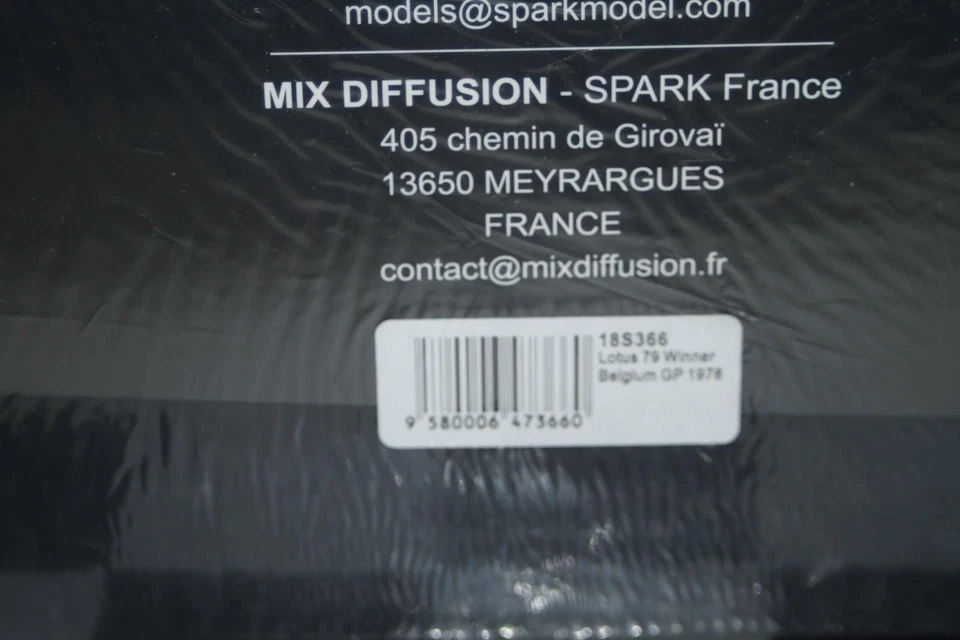 models@sparkmodel.com
MIX DIFFUSION - SPARK France
405 chemin de Girovaï
13650 MEYRARGUES
FRANCE
contact@mixdiffusion.fr
18S366
Lotus 79 Winner
Belgium GP 1978
9 580006 473660